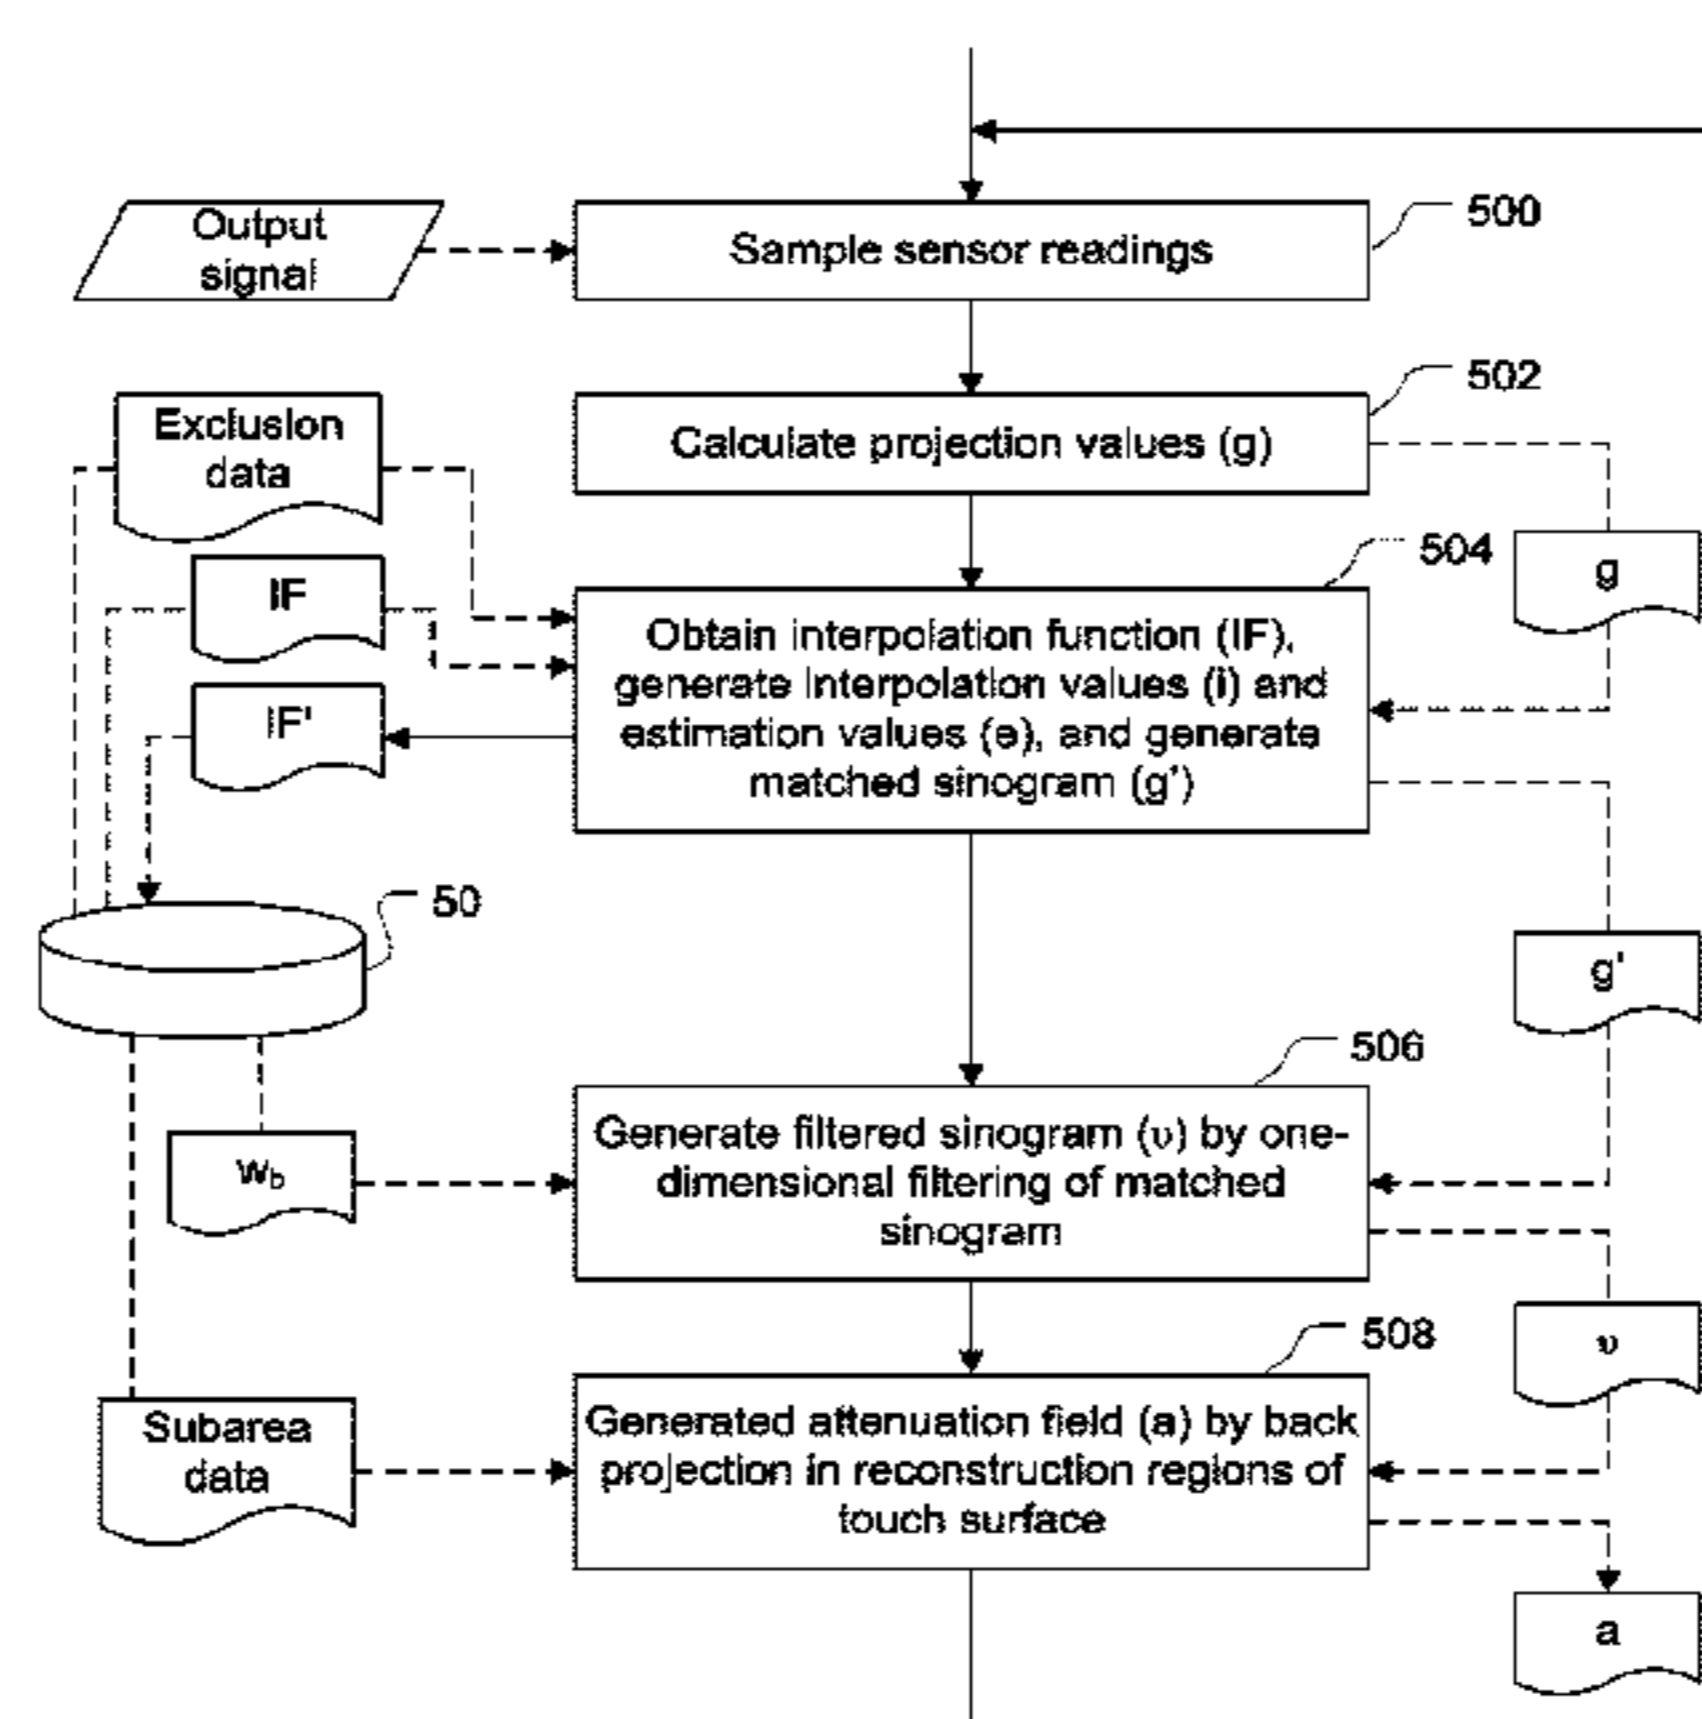 Output
signal
Sample sensor readings
500
Exclusion
data
Calculate projection values (g)
502
IF
IF'
Obtain interpolation function (IF),
generate interpolation values (i) and
estimation values (e), and generate
matched sinogram (g')
504
g
50
g'
w_b
Generate filtered sinogram (υ) by one-
dimensional filtering of matched
sinogram
506
υ
Subarea
data
Generated attenuation field (a) by back
projection in reconstruction regions of
touch surface
508
a